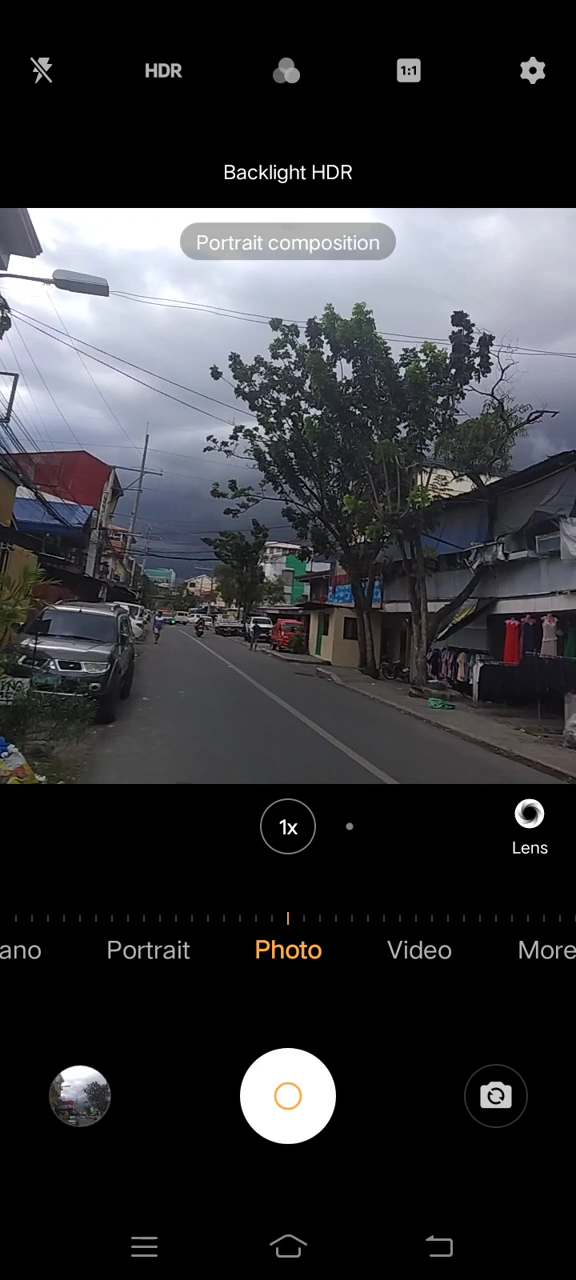 HDR
1:1
Backlight HDR
Portrait composition
1x
Lens
ano
Portrait
Photo
Video
More